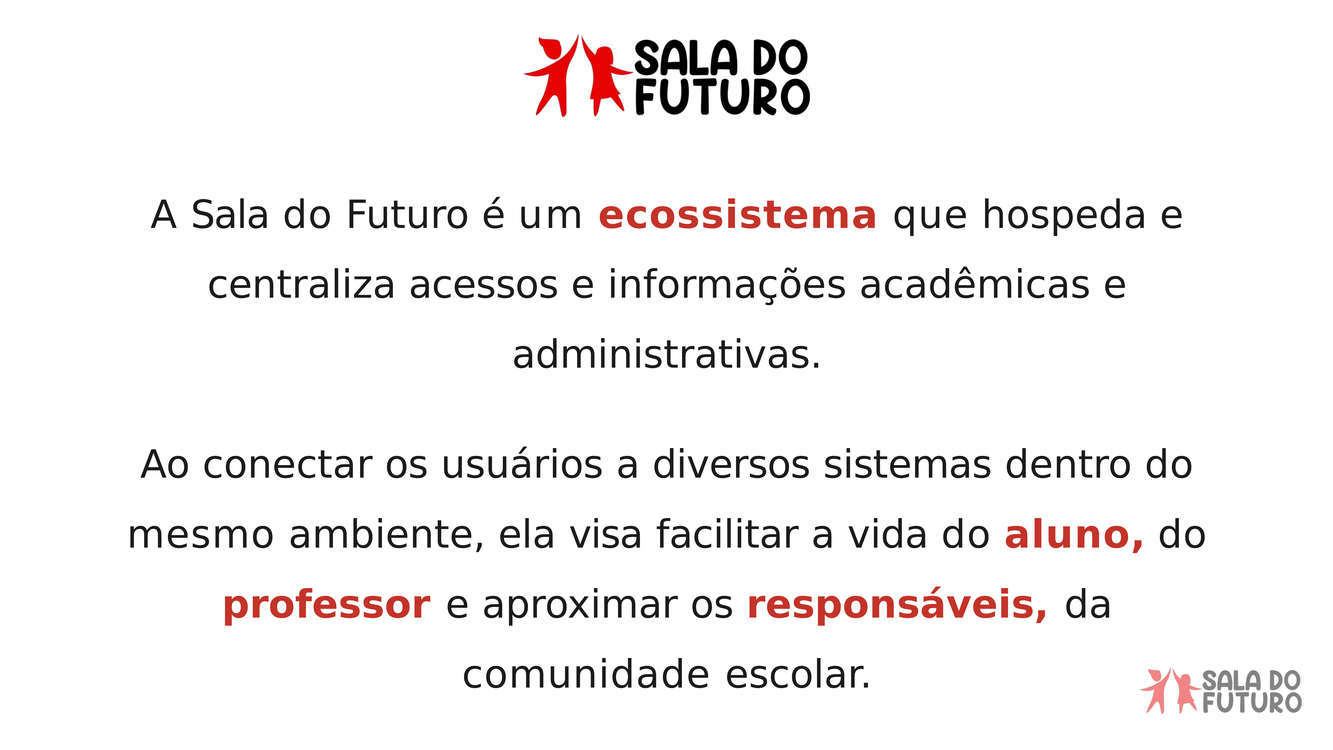 SALA DO
FUTURO
A Sala do Futuro é um ecossistema que hospeda e
centraliza acessos e informações acadêmicas e
administrativas.
Ao conectar os usuários a diversos sistemas dentro do
mesmo ambiente, ela visa facilitar a vida do aluno, do
professor e aproximar os responsáveis, da
comunidade escolar.
SALA DO
FUTURO